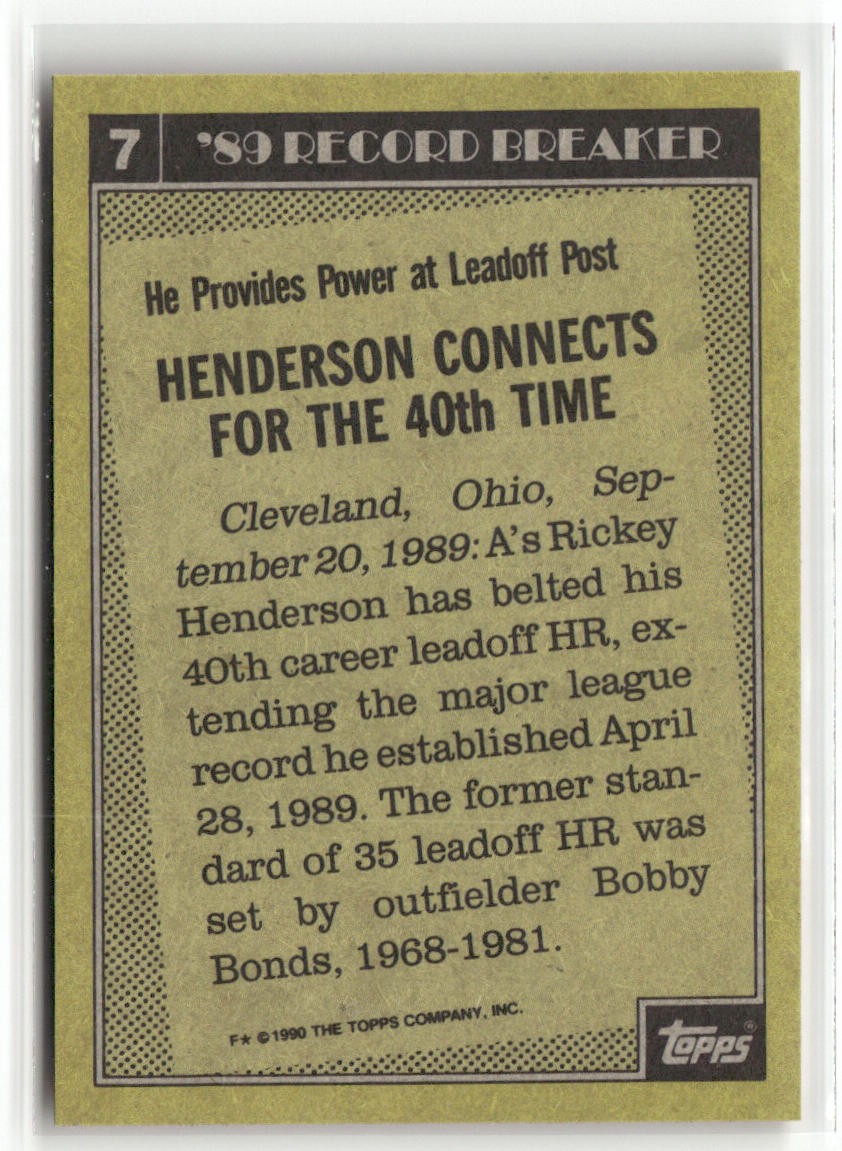 7 '89 RECORD BREAKER
He Provides Power at Leadoff Post
HENDERSON CONNECTS
FOR THE 40th TIME
Cleveland, Ohio, Sep-
tember 20, 1989: A's Rickey
Henderson has belted his
40th career leadoff HR, ex-
tending the major league
record he established April
28, 1989. The former stan-
dard of 35 leadoff HR was
set by outfielder Bobby
Bonds, 1968-1981.
F★ ©1990 THE TOPPS COMPANY, INC.
topps®